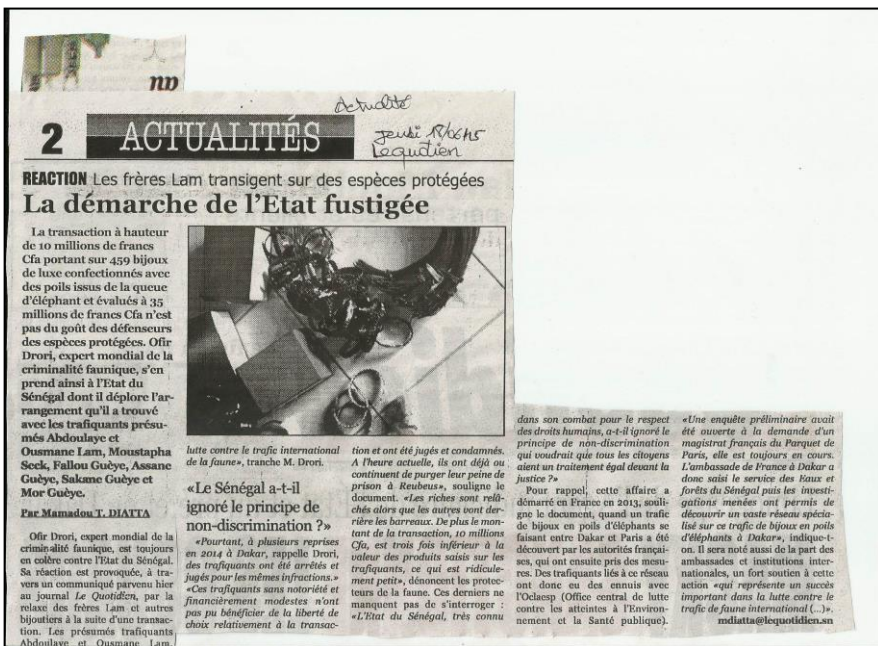 nn
Actualité
2 ACTUALITÉS
Jeudi 18/06/15
Lequotien
REACTION Les frères Lam transigent sur des espèces protégées
La démarche de l'Etat fustigée
La transaction à hauteur
de 10 millions de francs
Cfa portant sur 459 bijoux
de luxe confectionnés avec
des poils issus de la queue
d'éléphant et évalués à 35
millions de francs Cfa n'est
pas du goût des défenseurs
des espèces protégées. Ofir
Drori, expert mondial de la
criminalité faunique, s'en
prend ainsi à l'Etat du
Sénégal dont il déplore l'ar-
rangement qu'il a trouvé
avec les trafiquants présu-
més Abdoulaye et
Ousmane Lam, Moustapha
Seck, Fallou Guèye, Assane
Guèye, Sakame Guèye et
Mor Guèye.
Par Mamadou T. DIATTA
Ofir Drori, expert mondial de la
criminalité faunique, est toujours
en colère contre l'Etat du Sénégal.
Sa réaction est provoquée, à tra-
vers un communiqué parvenu hier
au journal Le Quotidien, par la
relaxe des frères Lam et autres
bijoutiers à la suite d'une transac-
tion. Les présumés trafiquants
Abdoulaye et Ousmane Lam
lutte contre le trafic international
de la faune», tranche M. Drori.
«Le Sénégal a-t-il
ignoré le principe de
non-discrimination ?»
«Pourtant, à plusieurs reprises
en 2014 à Dakar, rappelle Drori,
des trafiquants ont été arrêtés et
jugés pour les mêmes infractions.»
«Ces trafiquants sans notoriété et
financièrement modestes n'ont
pas pu bénéficier de la liberté de
choix relativement à la transac-
tion et ont été jugés et condamnés.
A l'heure actuelle, ils ont déjà ou
continuent de purger leur peine de
prison à Reubeus», souligne le
document. «Les riches sont relâ-
chés alors que les autres vont der-
rière les barreaux. De plus le mon-
tant de la transaction, 10 millions
Cfa, est trois fois inférieur à la
valeur des produits saisis sur les
trafiquants, ce qui est ridicule-
ment petit», dénoncent les protec-
teurs de la faune. Ces derniers ne
manquent pas de s'interroger :
«L'Etat du Sénégal, très connu
dans son combat pour le respect
des droits humains, a-t-il ignoré le
principe de non-discrimination
qui voudrait que tous les citoyens
aient un traitement égal devant la
justice ?»
Pour rappel, cette affaire a
démarré en France en 2013, souli-
gne le document, quand un trafic
de bijoux en poils d'éléphants se
faisant entre Dakar et Paris a été
découvert par les autorités françai-
ses, qui ont ensuite pris des mesu-
res. Des trafiquants liés à ce réseau
ont donc eu des ennuis avec
l'Oclaesp (Office central de lutte
contre les atteintes à l'Environ-
nement et la Santé publique).
«Une enquête préliminaire avait
été ouverte à la demande d'un
magistrat français du Parquet de
Paris, elle est toujours en cours.
L'ambassade de France à Dakar a
donc saisi le service des Eaux et
forêts du Sénégal puis les investi-
gations menées ont permis de
découvrir un vaste réseau spécia-
lisé sur ce trafic de bijoux en poils
d'éléphants à Dakar», indique-t-
on. Il sera noté aussi de la part des
ambassades et institutions inter-
nationales, un fort soutien à cette
action «qui représente un succès
important dans la lutte contre le
trafic de faune international (...)».
mdiatta@lequotidien.sn